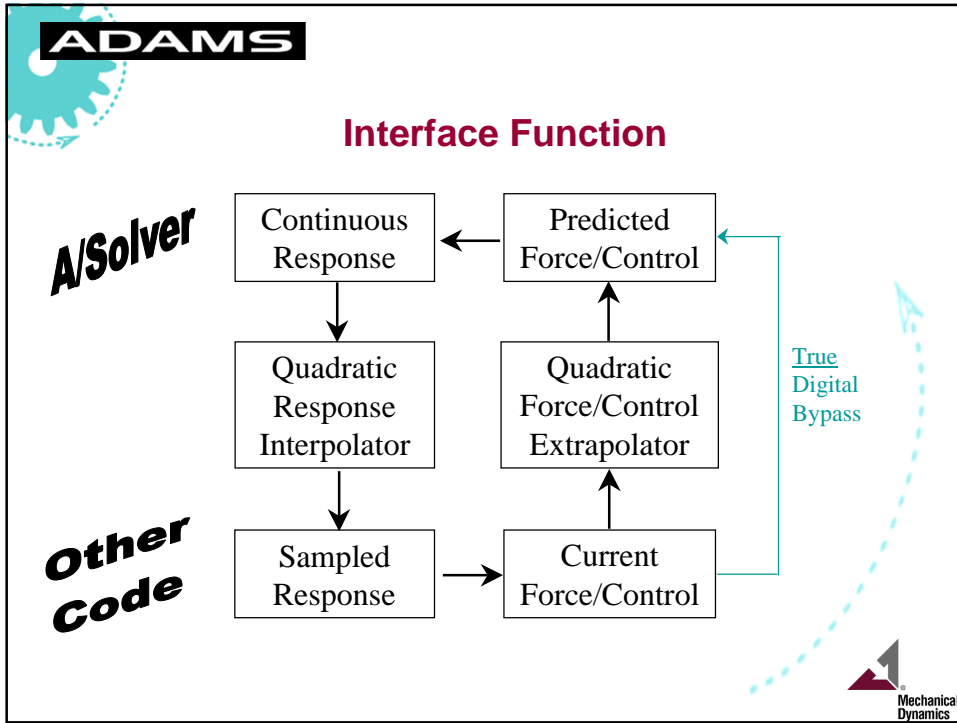 ADAMS
Interface Function
A/Solver
Continuous
Response
Predicted
Force/Control
Quadratic
Response
Interpolator
Quadratic
Force/Control
Extrapolator
True
Digital
Bypass
Other
Code
Sampled
Response
Current
Force/Control
®
Mechanical
Dynamics